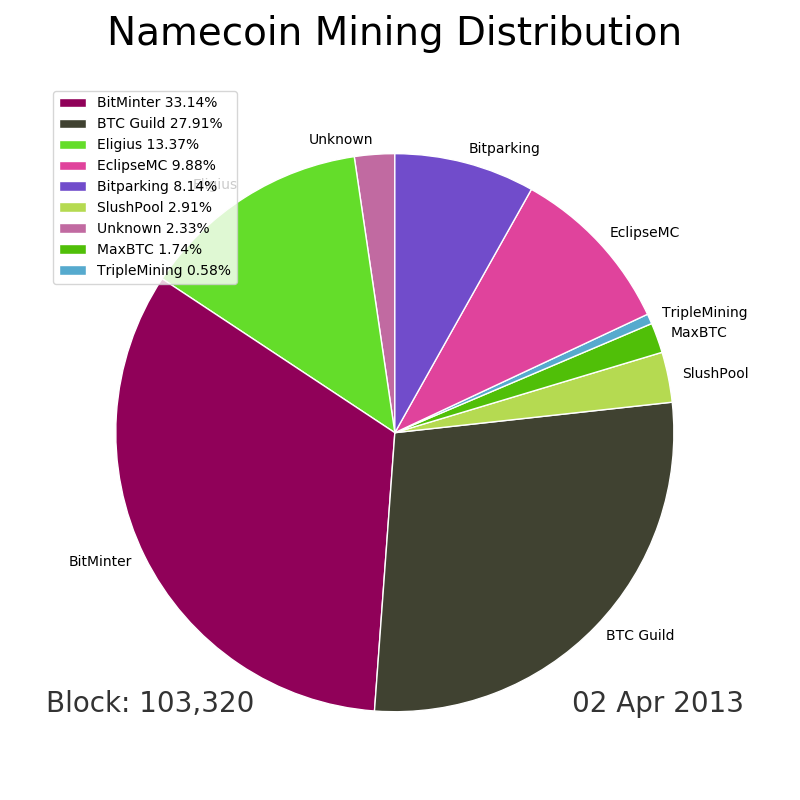 Namecoin Mining Distribution
BitMinter 33.14%
BTC Guild 27.91%
Eligius 13.37%
EclipseMC 9.88%
Bitparking 8.14%
SlushPool 2.91%
Unknown 2.33%
MaxBTC 1.74%
TripleMining 0.58%
Unknown
Bitparking
Eligius
EclipseMC
TripleMining
MaxBTC
SlushPool
BitMinter
BTC Guild
Block: 103,320
02 Apr 2013